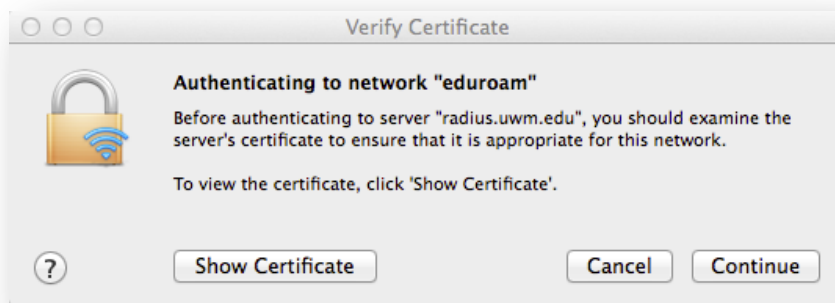 Verify Certificate
Authenticating to network "eduroam"
Before authenticating to server "radius.uwm.edu", you should examine the
server's certificate to ensure that it is appropriate for this network.
To view the certificate, click 'Show Certificate'.
?
Show Certificate
Cancel
Continue